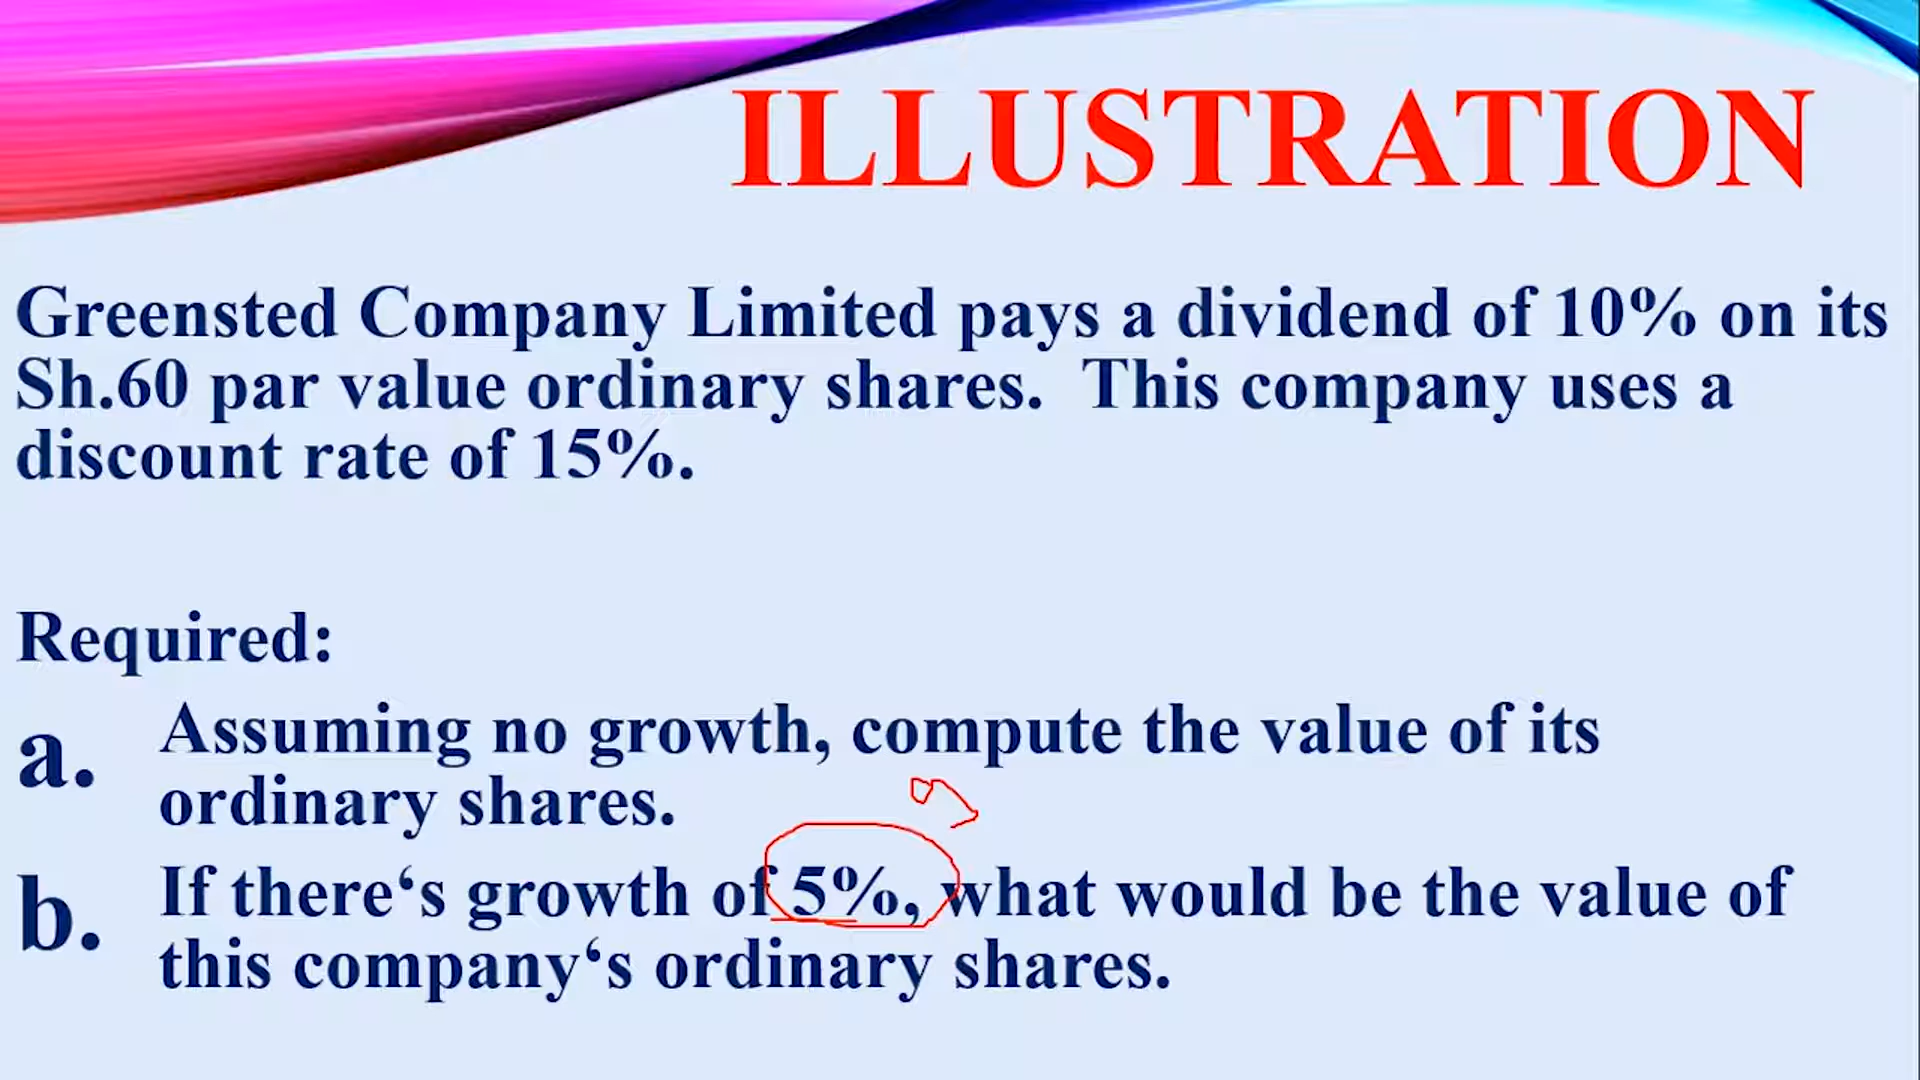 ILLUSTRATION
Greensted Company Limited pays a dividend of 10% on its
Sh.60 par value ordinary shares. This company uses a
discount rate of 15%.
Required:
a. Assuming no growth, compute the value of its
ordinary shares.
b. If there‘s growth of 5%, what would be the value of
this company‘s ordinary shares.